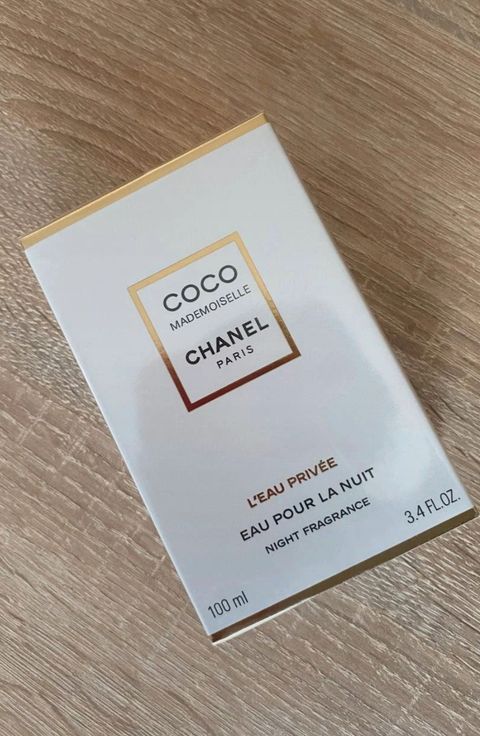 COCO
MADEMOISELLE
CHANEL
PARIS
L'EAU PRIVÉE
EAU POUR LA NUIT
NIGHT FRAGRANCE
100 ml
3.4 FL.OZ.